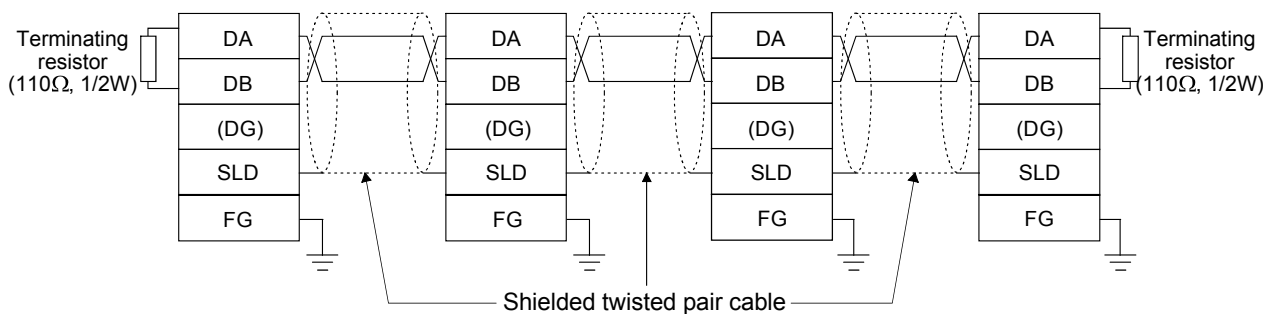 Terminating
resistor
(110Ω, 1/2W)
DA
DB
(DG)
SLD
FG
DA
DB
(DG)
SLD
FG
DA
DB
(DG)
SLD
FG
DA
DB
(DG)
SLD
FG
Terminating
resistor
(110Ω, 1/2W)
Shielded twisted pair cable